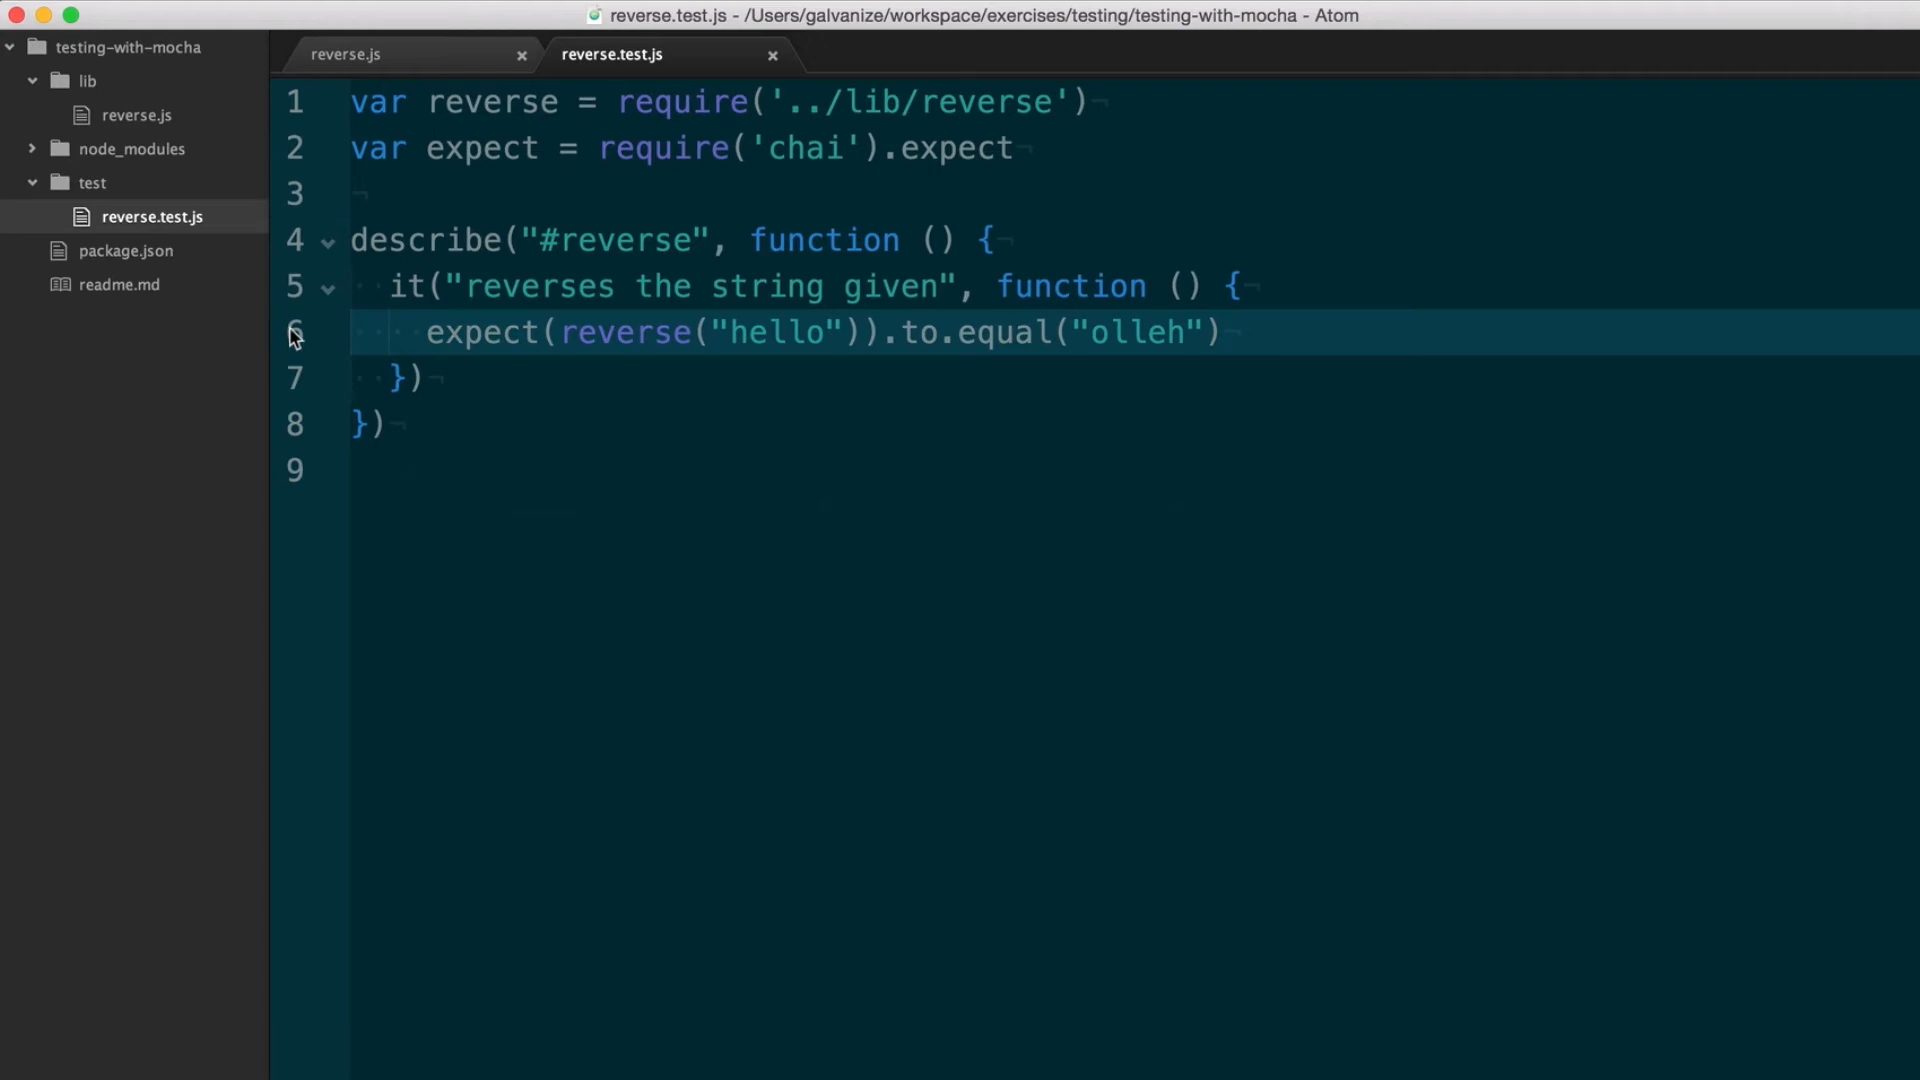 reverse.test.js - /Users/galvanize/workspace/exercises/testing/testing-with-mocha - Atom
testing-with-mocha
lib
reverse.js
node_modules
test
reverse.test.js
package.json
readme.md
reverse.js
reverse.test.js
1 var reverse = require('../lib/reverse')
2 var expect = require('chai').expect
3
4 describe("#reverse", function () {
5 it("reverses the string given", function () {
6 expect(reverse("hello")).to.equal("olleh")
7 })
8 })
9